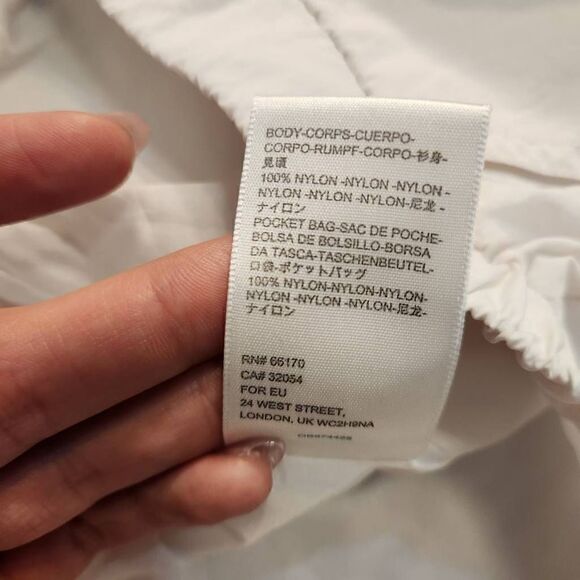 BODY-CORPS-CUERPO-
CORPO-RUMPF-CORPO-衫身-
見頃
100% NYLON -NYLON -NYLON -
NYLON -NYLON -NYLON-尼龙 -
ナイロン
POCKET BAG-SAC DE POCHE-
BOLSA DE BOLSILLO-BORSA
DA TASCA-TASCHENBEUTEL-
口袋-ポケットバッグ
100% NYLON-NYLON-NYLON-
NYLON -NYLON -NYLON-尼龙-
ナイロン
RN# 66170
CA# 32054
FOR EU
24 WEST STREET,
LONDON, UK WC2H9NA